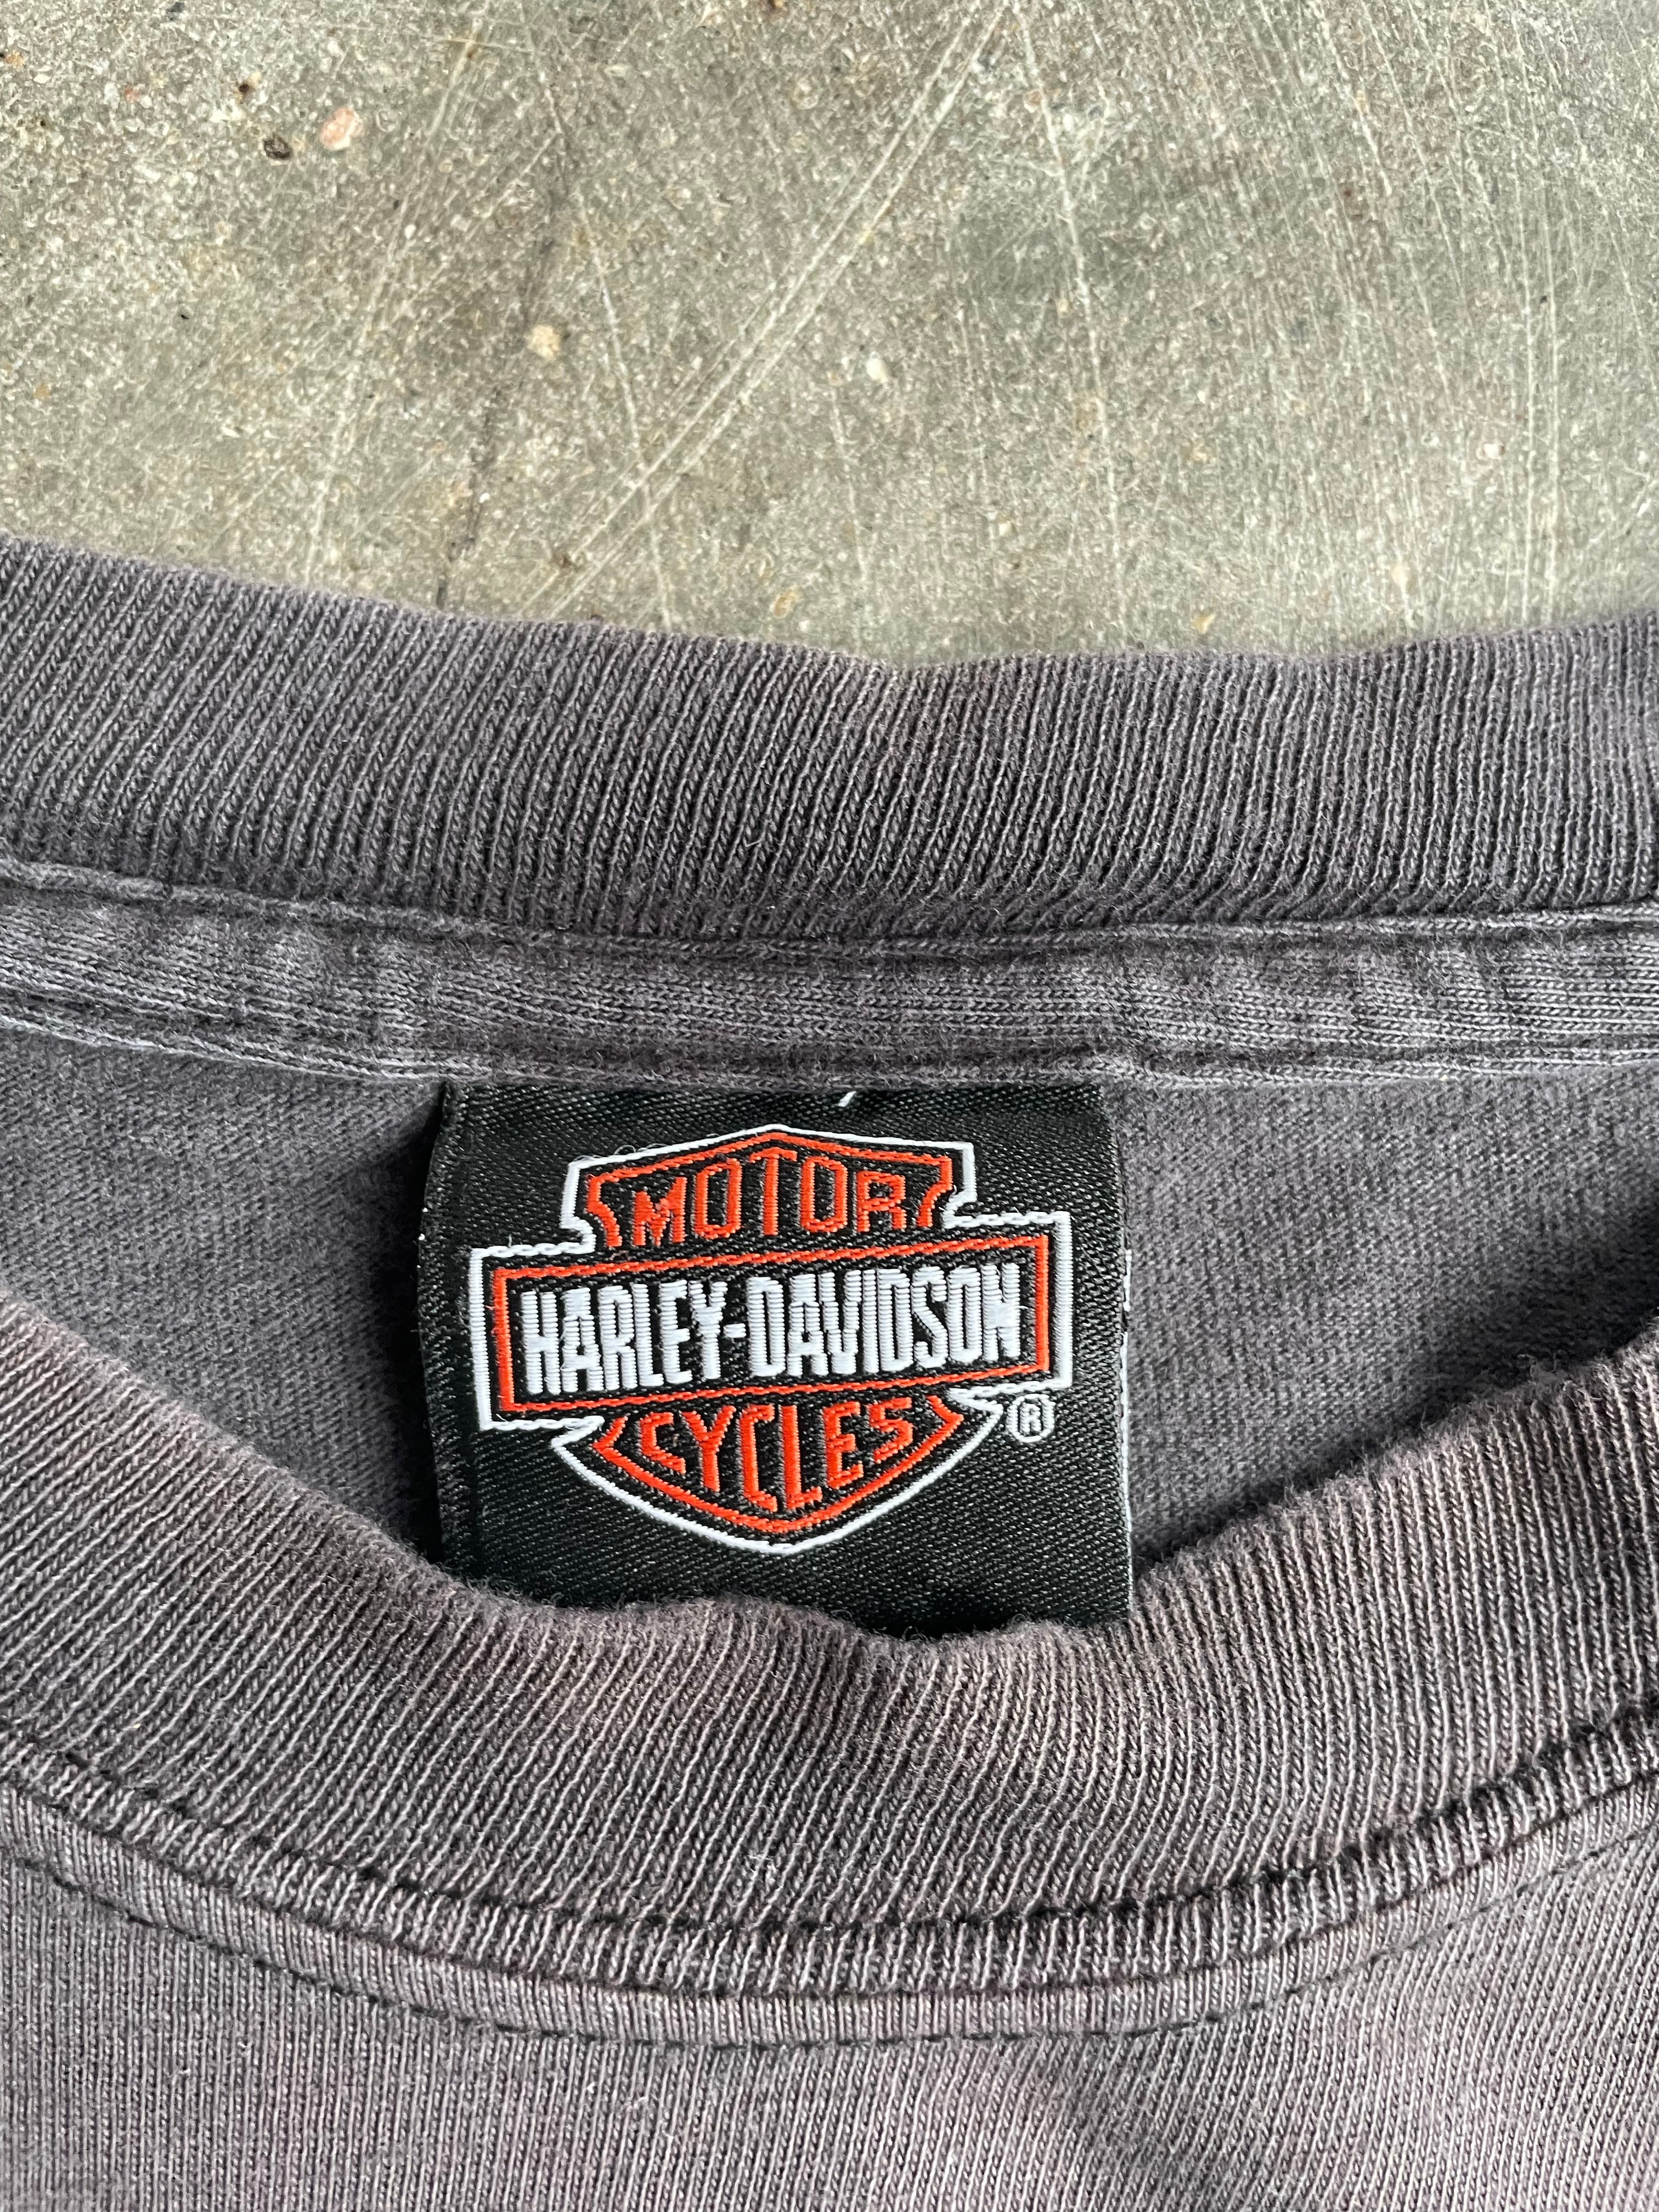 MOTOR
HARLEY-DAVIDSON
CYCLES
®